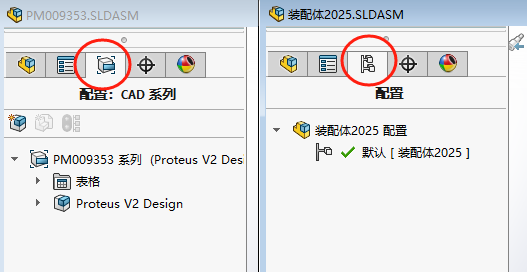 PM009353.SLDASM
配置：CAD 系列
PM009353 系列（Proteus V2 Des
表格
Proteus V2 Design
装配体2025.SLDASM
配置
装配体2025 配置
默认 [ 装配体2025 ]